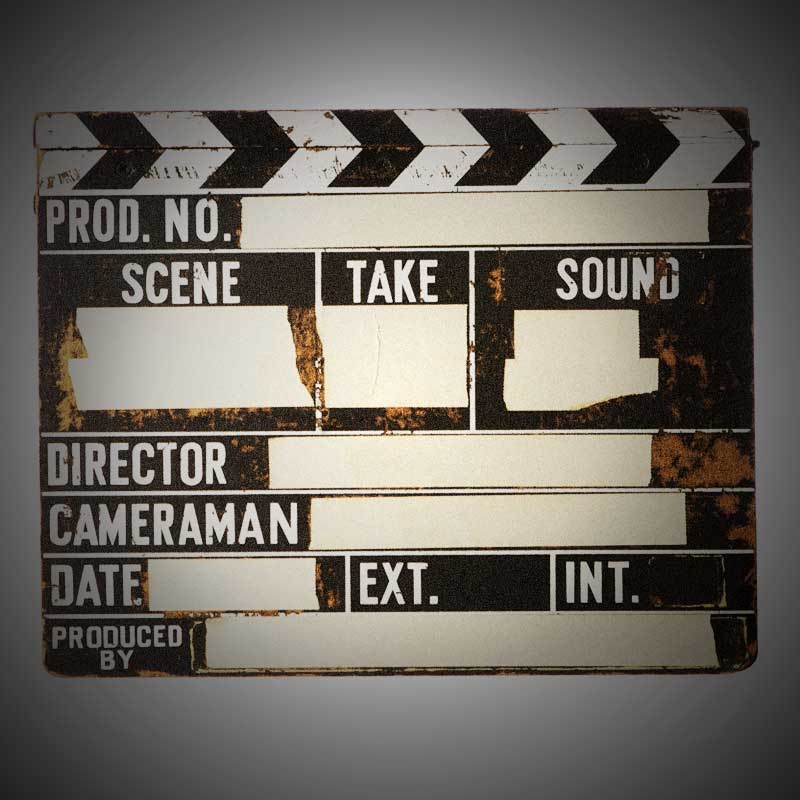 PROD. NO.
SCENE TAKE SOUND
DIRECTOR
CAMERAMAN
DATE EXT. INT.
PRODUCED
BY